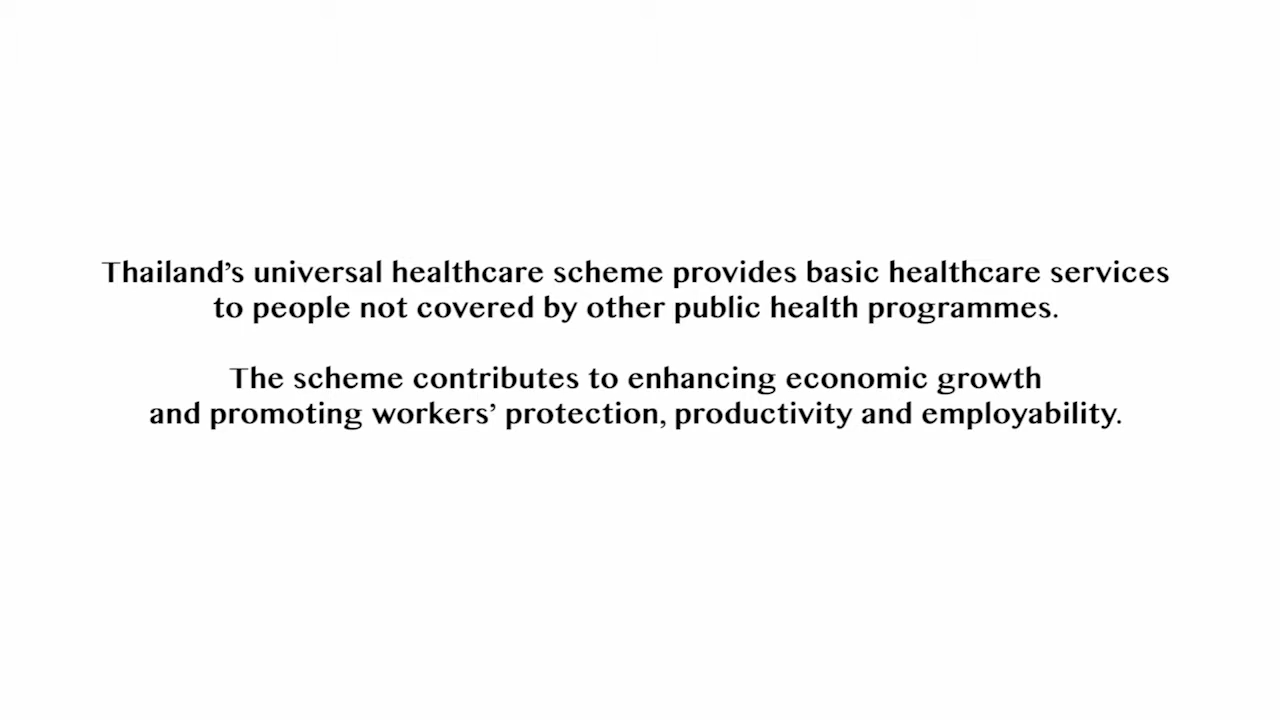 Thailand’s universal healthcare scheme provides basic healthcare services
to people not covered by other public health programmes.
The scheme contributes to enhancing economic growth
and promoting workers’ protection, productivity and employability.